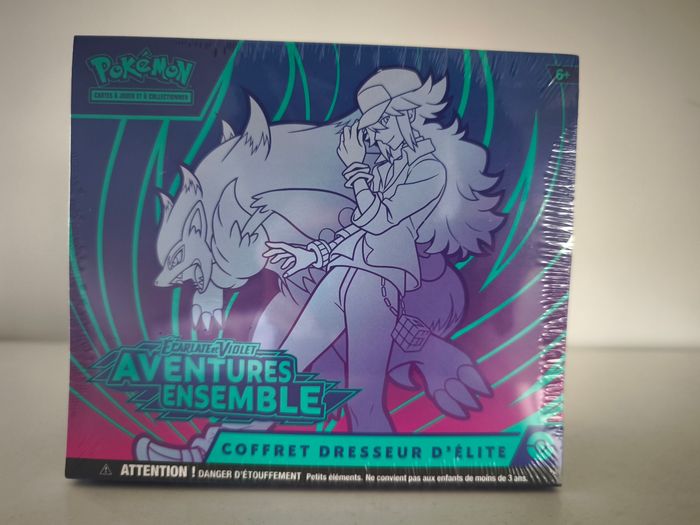 POKÉMON
CARTES À JOUER ET À COLLECTIONNER
6+
ÉCARLATE ET VIOLET
AVENTURES
ENSEMBLE
COFFRET DRESSEUR D'ÉLITE
ATTENTION ! DANGER D'ÉTOUFFEMENT Petits éléments. Ne convient pas aux enfants de moins de 3 ans.